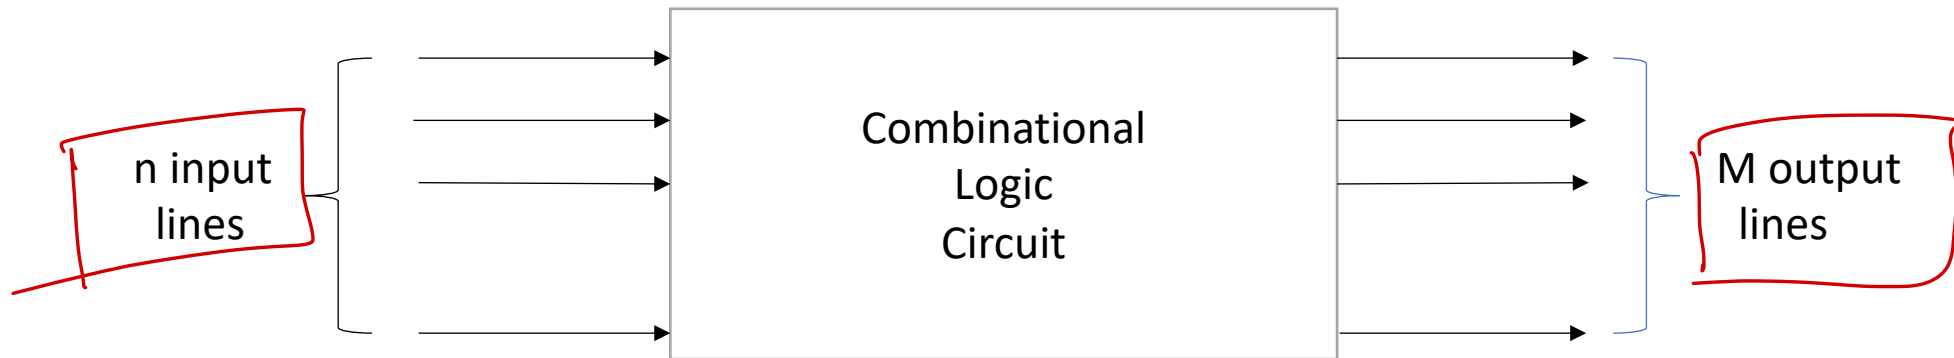 n input
lines
Combinational
Logic
Circuit
M output
lines